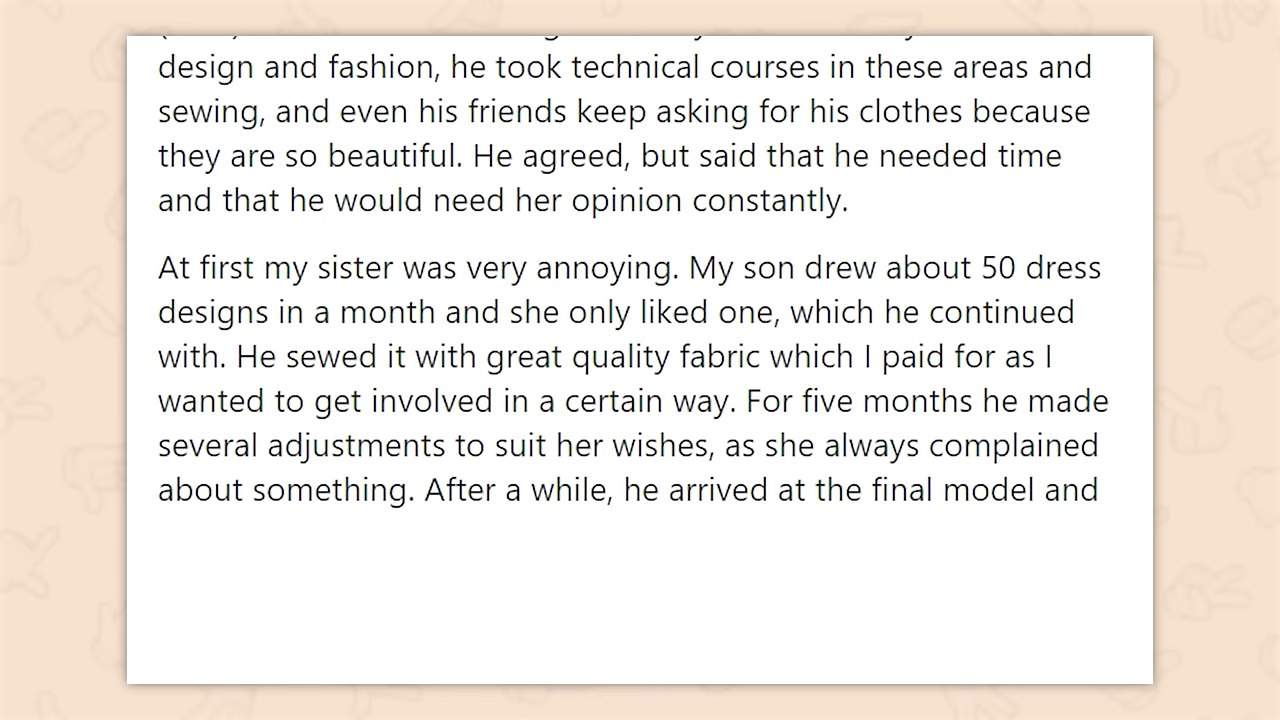 design and fashion, he took technical courses in these areas and
sewing, and even his friends keep asking for his clothes because
they are so beautiful. He agreed, but said that he needed time
and that he would need her opinion constantly.
At first my sister was very annoying. My son drew about 50 dress
designs in a month and she only liked one, which he continued
with. He sewed it with great quality fabric which I paid for as I
wanted to get involved in a certain way. For five months he made
several adjustments to suit her wishes, as she always complained
about something. After a while, he arrived at the final model and